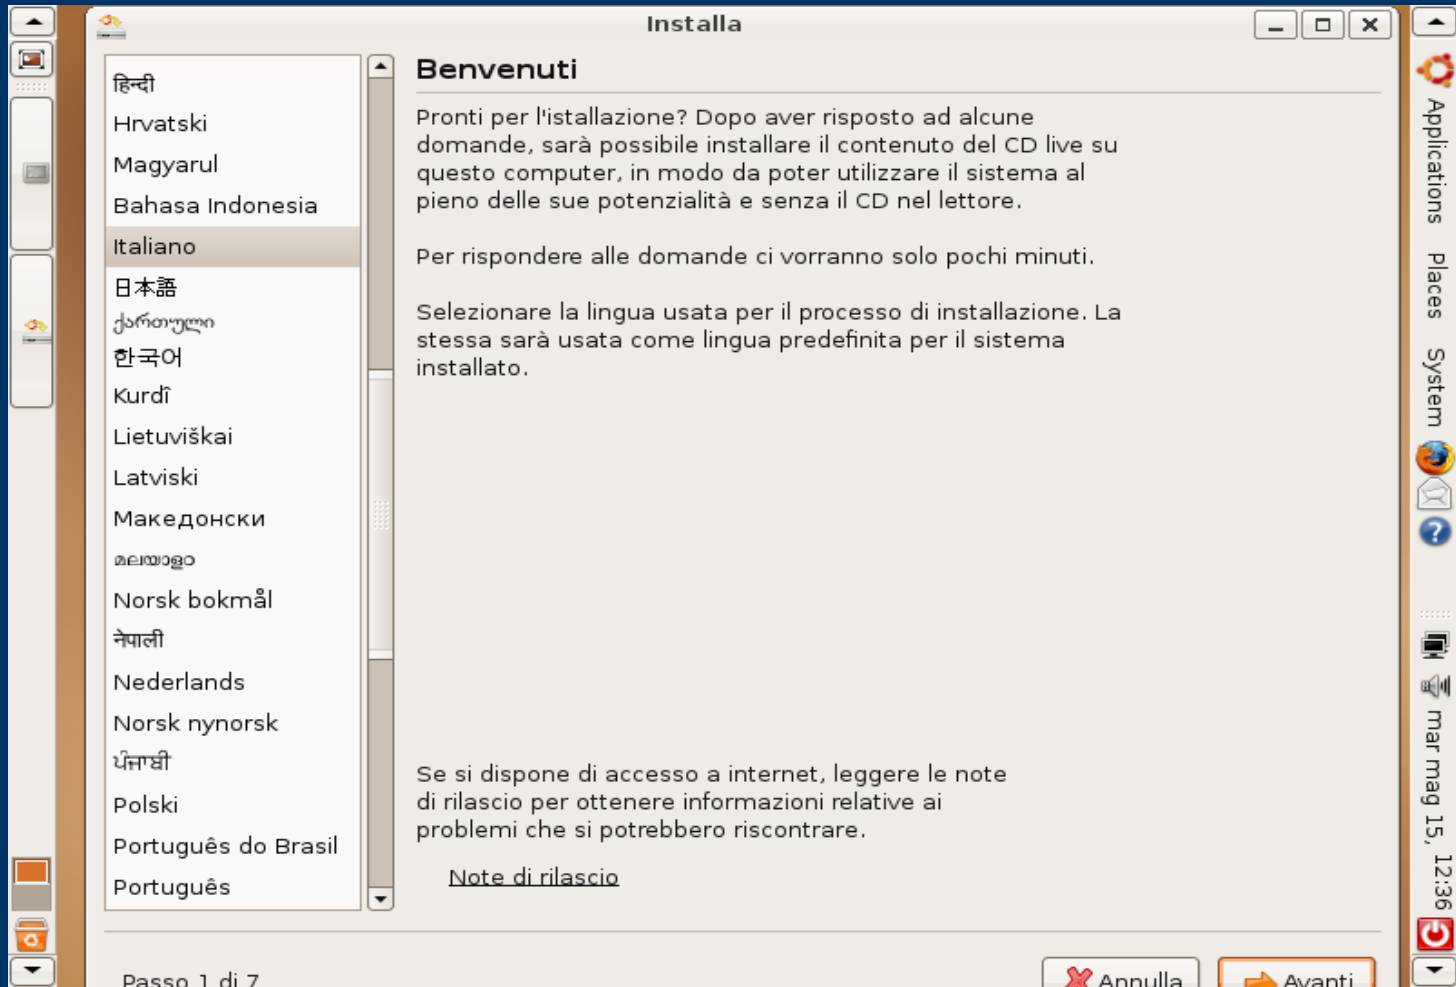 Installa
हिन्दी
Hrvatski
Magyarul
Bahasa Indonesia
Italiano
日本語
ქართული
한국어
Kurdî
Lietuviškai
Latviski
Македонски
മലയാളം
Norsk bokmål
नेपाली
Nederlands
Norsk nynorsk
ਪੰਜਾਬੀ
Polski
Português do Brasil
Português
Benvenuti
Pronti per l'istallazione? Dopo aver risposto ad alcune
domande, sarà possibile installare il contenuto del CD live su
questo computer, in modo da poter utilizzare il sistema al
pieno delle sue potenzialità e senza il CD nel lettore.
Per rispondere alle domande ci vorranno solo pochi minuti.
Selezionare la lingua usata per il processo di installazione. La
stessa sarà usata come lingua predefinita per il sistema
installato.
Se si dispone di accesso a internet, leggere le note
di rilascio per ottenere informazioni relative ai
problemi che si potrebbero riscontrare.
Note di rilascio
Passo 1 di 7
Annulla
Avanti
Applications
Places
System
mar mag 15, 12:36